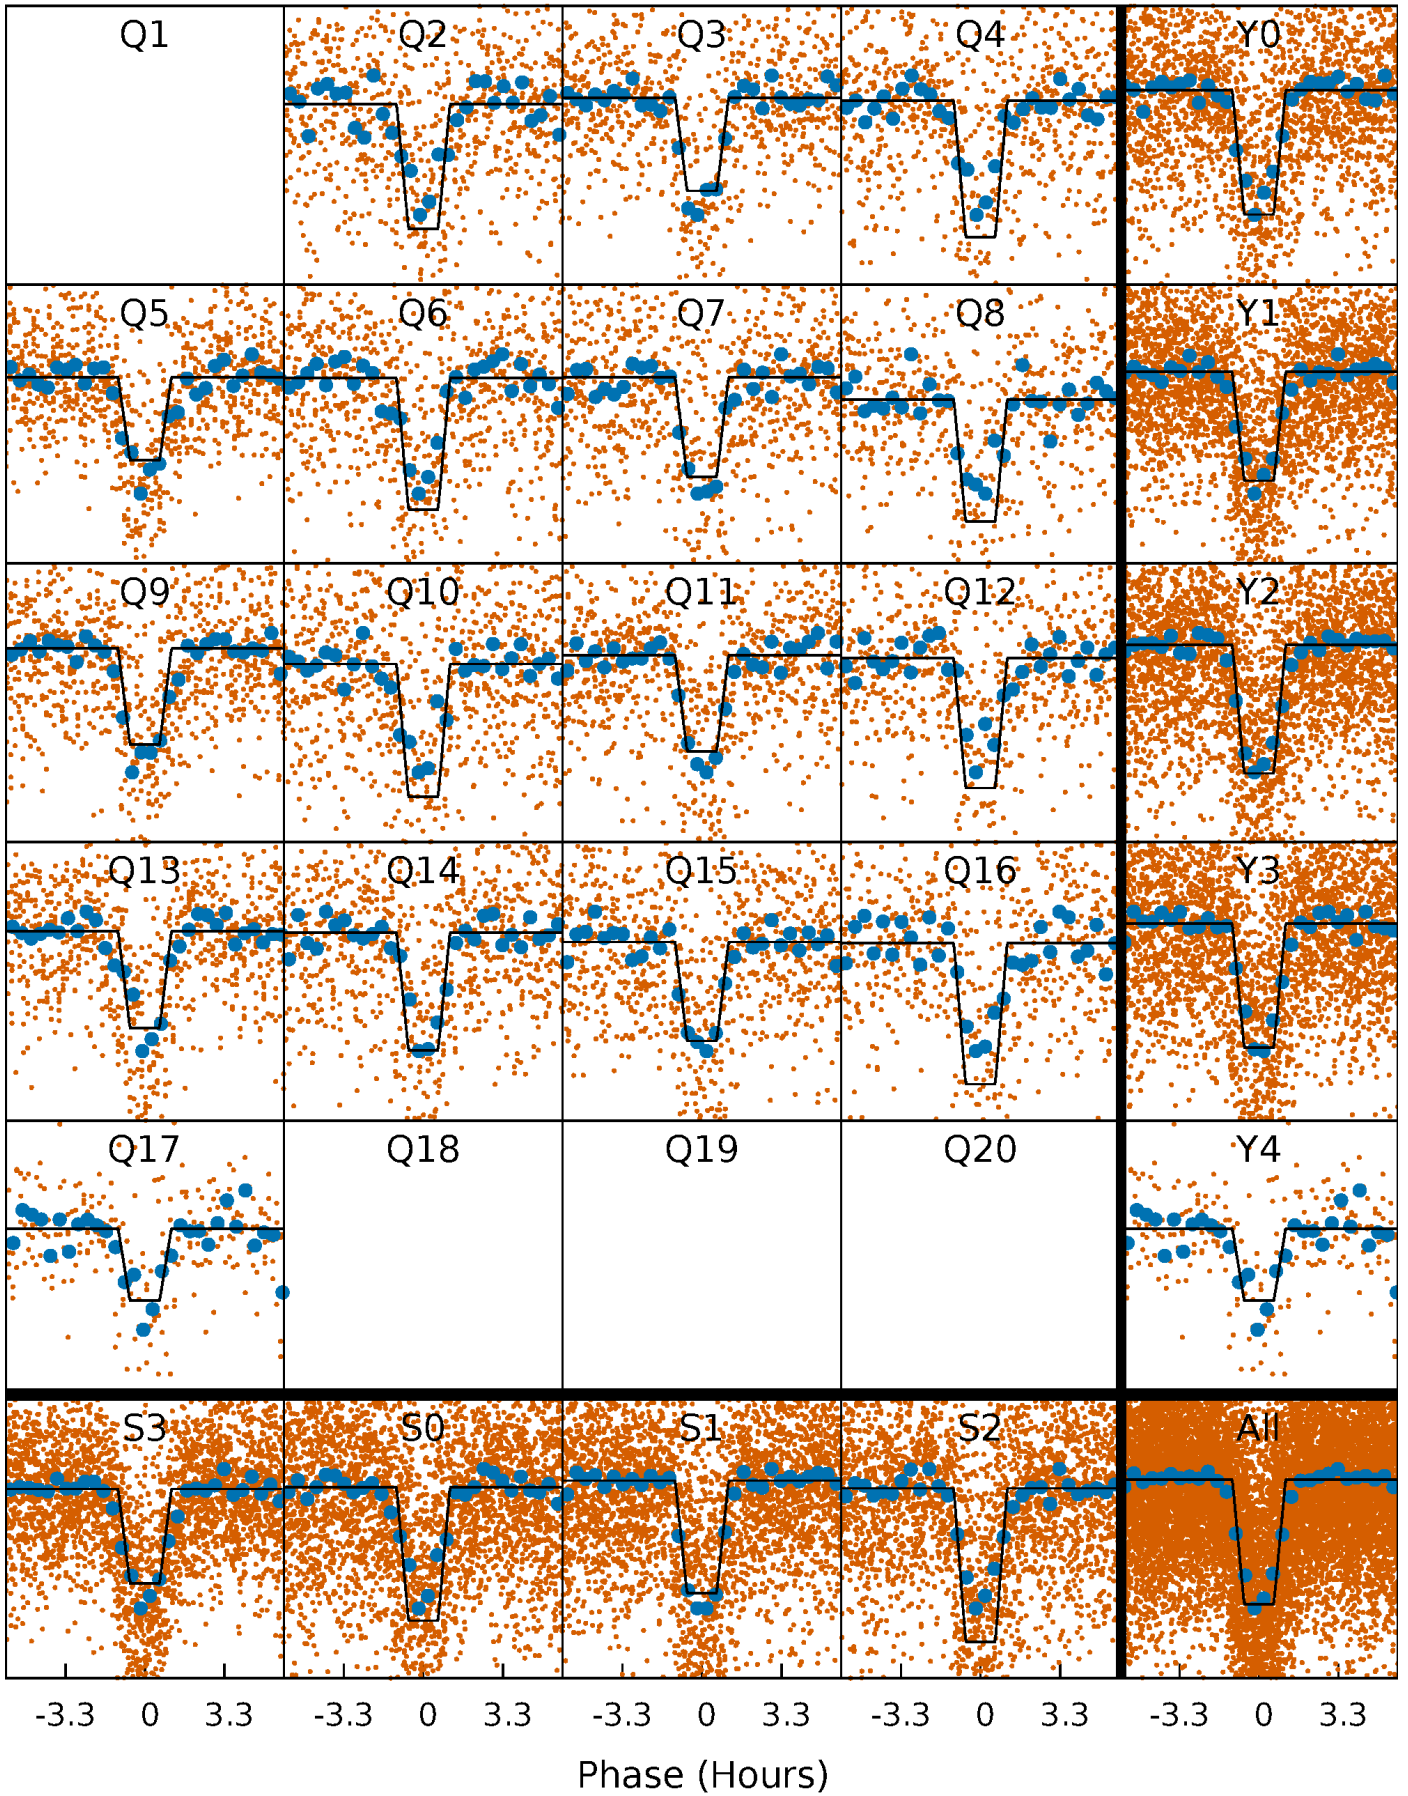 Q1 Q2 Q3 Q4 Y0
Q5 Q6 Q7 Q8 Y1
Q9 Q10 Q11 Q12 Y2
Q13 Q14 Q15 Q16 Y3
Q17 Q18 Q19 Q20 Y4
S3 S0 S1 S2 All
-3.3 0 3.3 -3.3 0 3.3 -3.3 0 3.3 -3.3 0 3.3 -3.3 0 3.3
Phase (Hours)